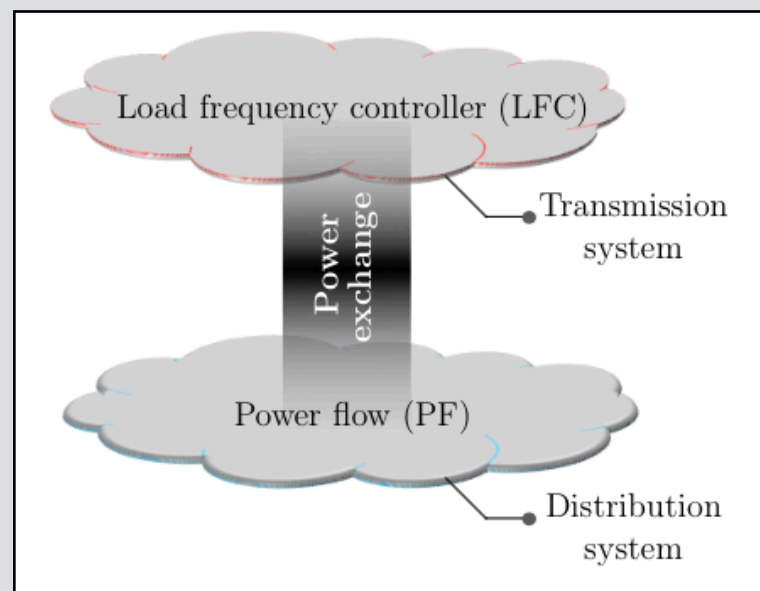 Load frequency controller (LFC)
Power
exchange
Transmission
system
Power flow (PF)
Distribution
system